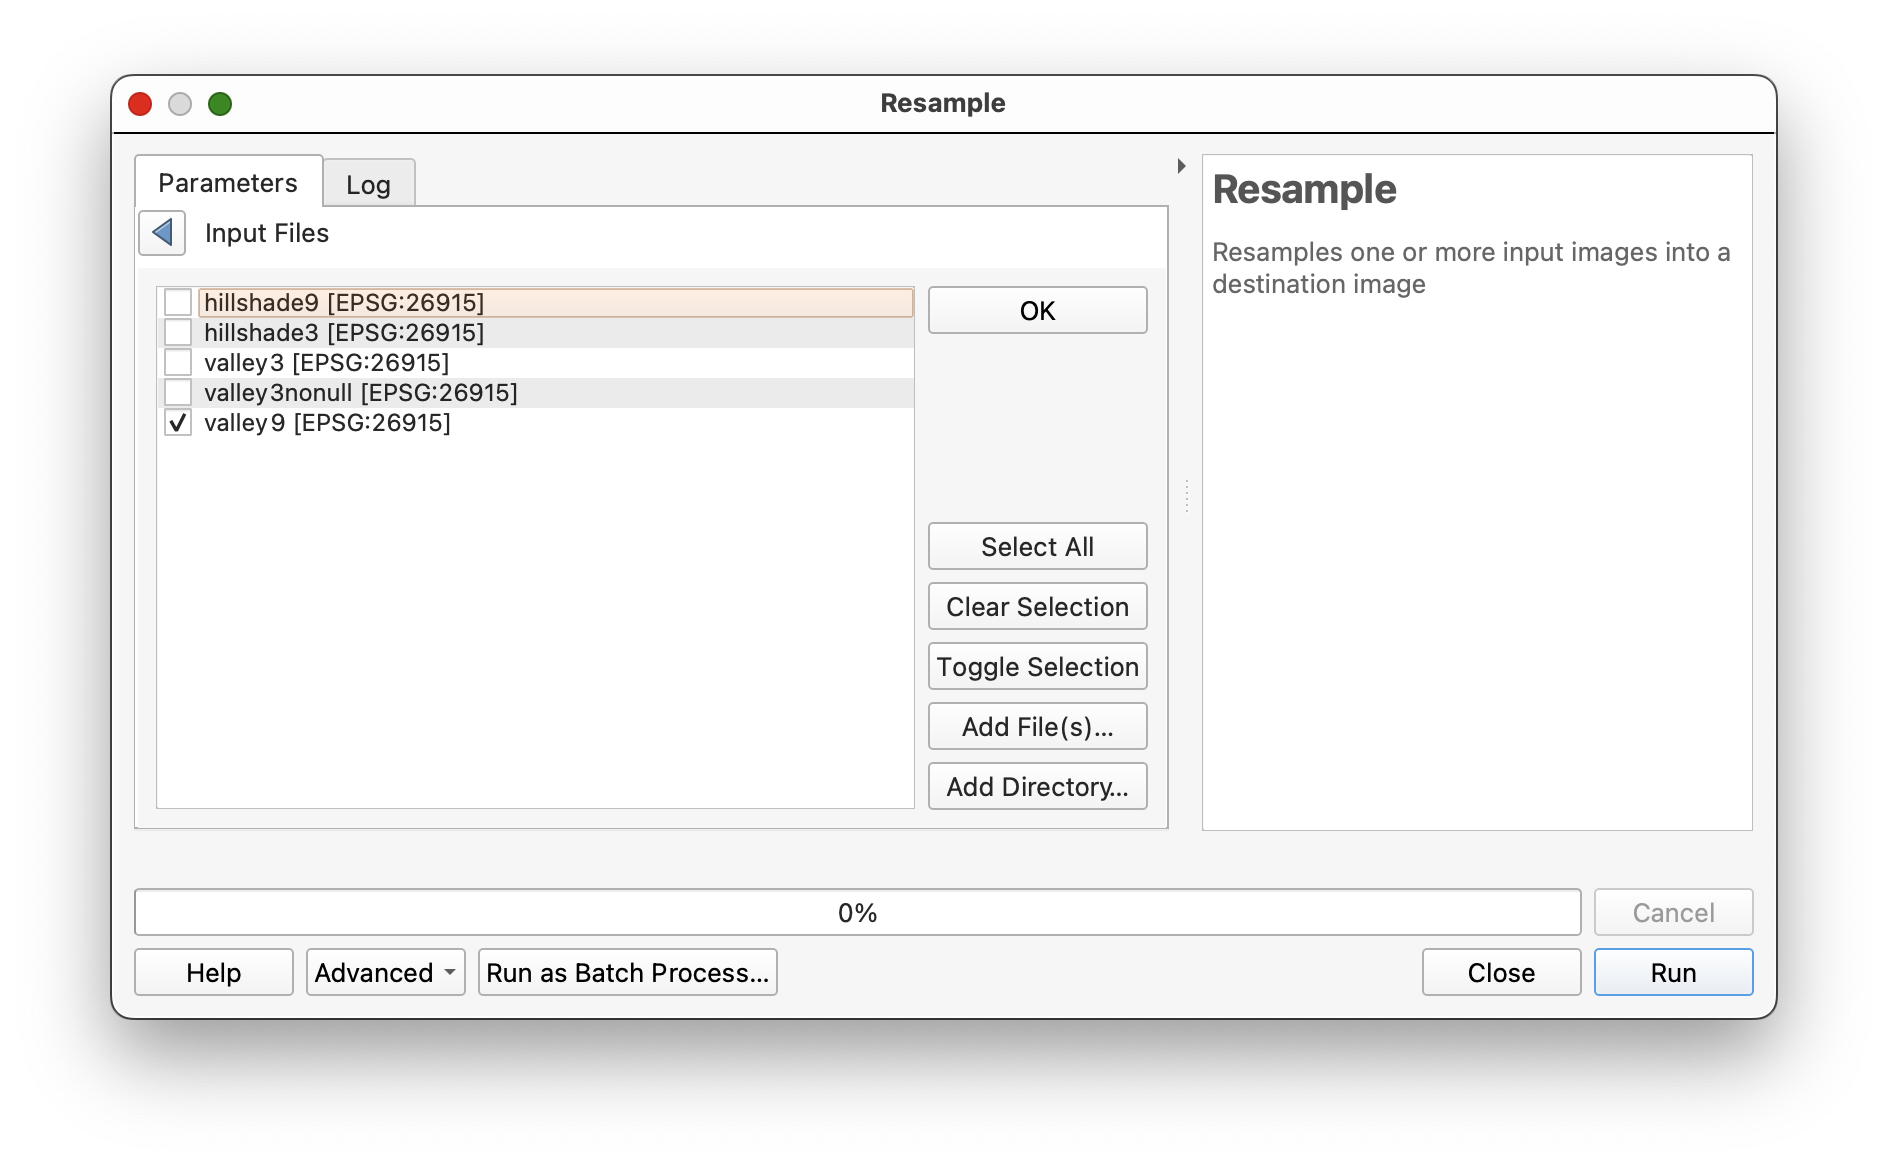 Resample
Parameters
Log
Input Files
hillshade9 [EPSG:26915]
hillshade3 [EPSG:26915]
valley3 [EPSG:26915]
valley3nonull [EPSG:26915]
valley9 [EPSG:26915]
OK
Select All
Clear Selection
Toggle Selection
Add File(s)...
Add Directory...
Resample
Resamples one or more input images into a
destination image
0%
Cancel
Help
Advanced
Run as Batch Process...
Close
Run